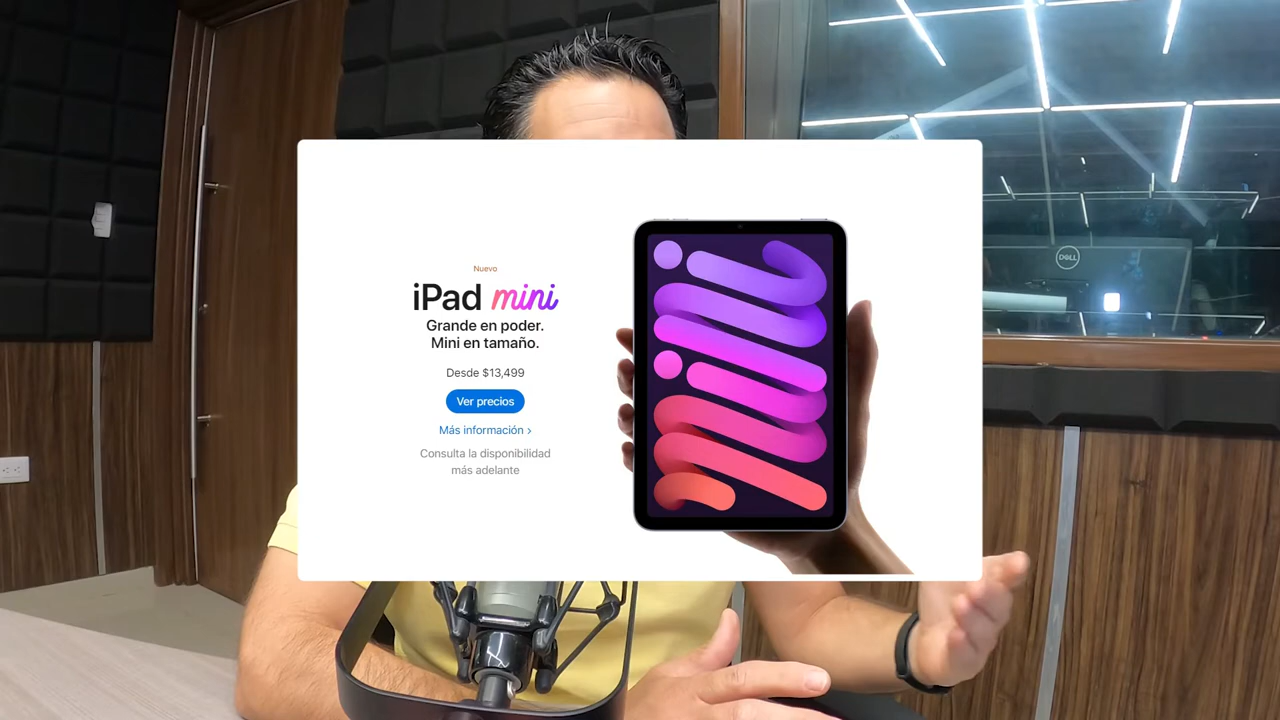 Nuevo
iPad mini
Grande en poder.
Mini en tamaño.
Desde $13,499
Ver precios
Más información >
Consulta la disponibilidad
más adelante
DELL